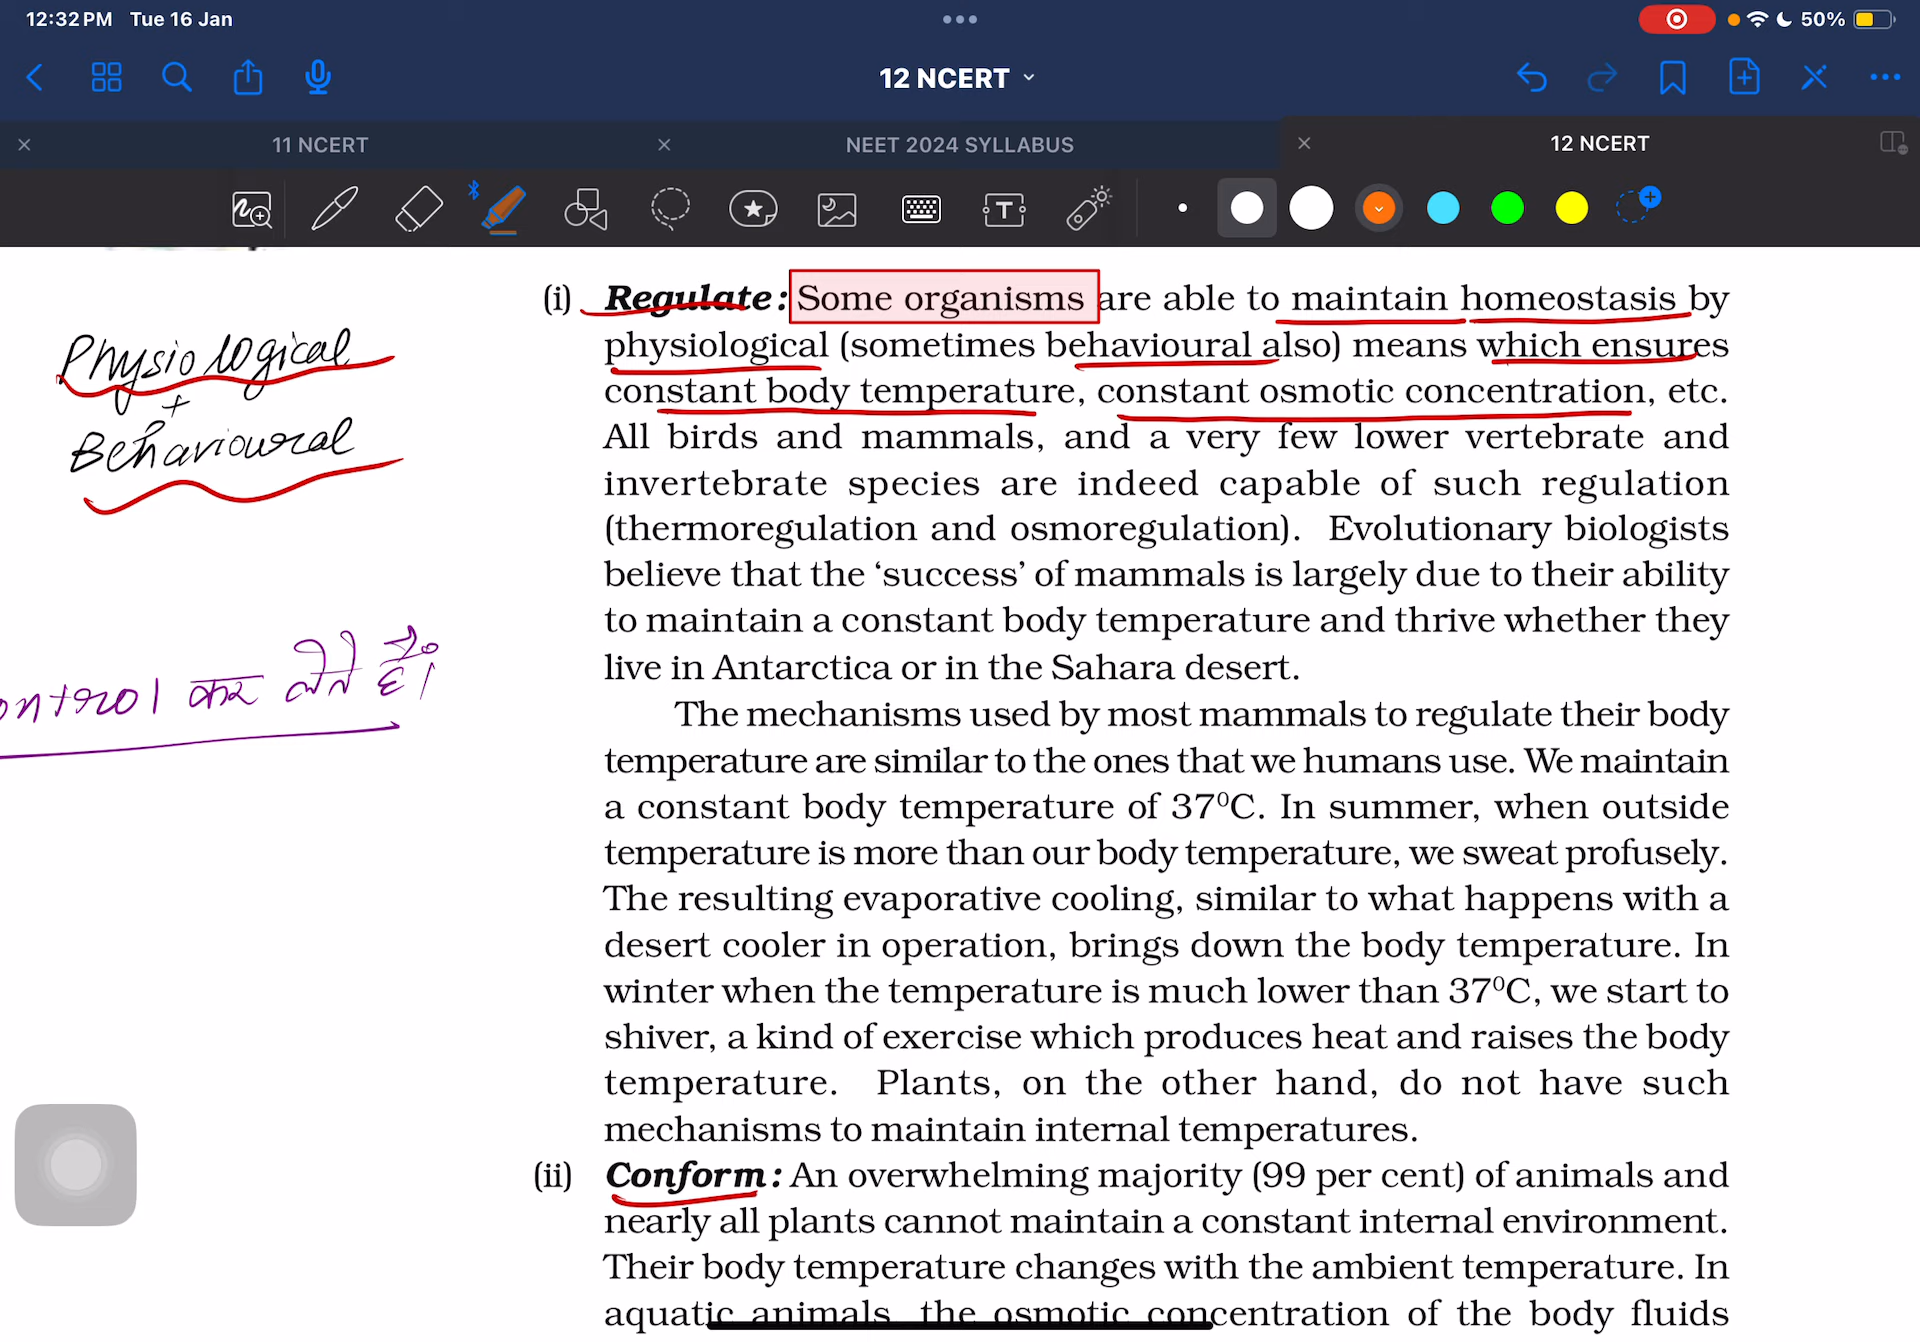 12:32 PM Tue 16 Jan
50%
12 NCERT
11 NCERT
NEET 2024 SYLLABUS
12 NCERT
T
Physiological
+
Behavioural
ontrol कर लेते हैं।
(i) Regulate: Some organisms are able to maintain homeostasis by
physiological (sometimes behavioural also) means which ensures
constant body temperature, constant osmotic concentration, etc.
All birds and mammals, and a very few lower vertebrate and
invertebrate species are indeed capable of such regulation
(thermoregulation and osmoregulation). Evolutionary biologists
believe that the ‘success’ of mammals is largely due to their ability
to maintain a constant body temperature and thrive whether they
live in Antarctica or in the Sahara desert.
The mechanisms used by most mammals to regulate their body
temperature are similar to the ones that we humans use. We maintain
a constant body temperature of 37⁰C. In summer, when outside
temperature is more than our body temperature, we sweat profusely.
The resulting evaporative cooling, similar to what happens with a
desert cooler in operation, brings down the body temperature. In
winter when the temperature is much lower than 37⁰C, we start to
shiver, a kind of exercise which produces heat and raises the body
temperature. Plants, on the other hand, do not have such
mechanisms to maintain internal temperatures.
(ii) Conform: An overwhelming majority (99 per cent) of animals and
nearly all plants cannot maintain a constant internal environment.
Their body temperature changes with the ambient temperature. In
aquatic animals, the osmotic concentration of the body fluids